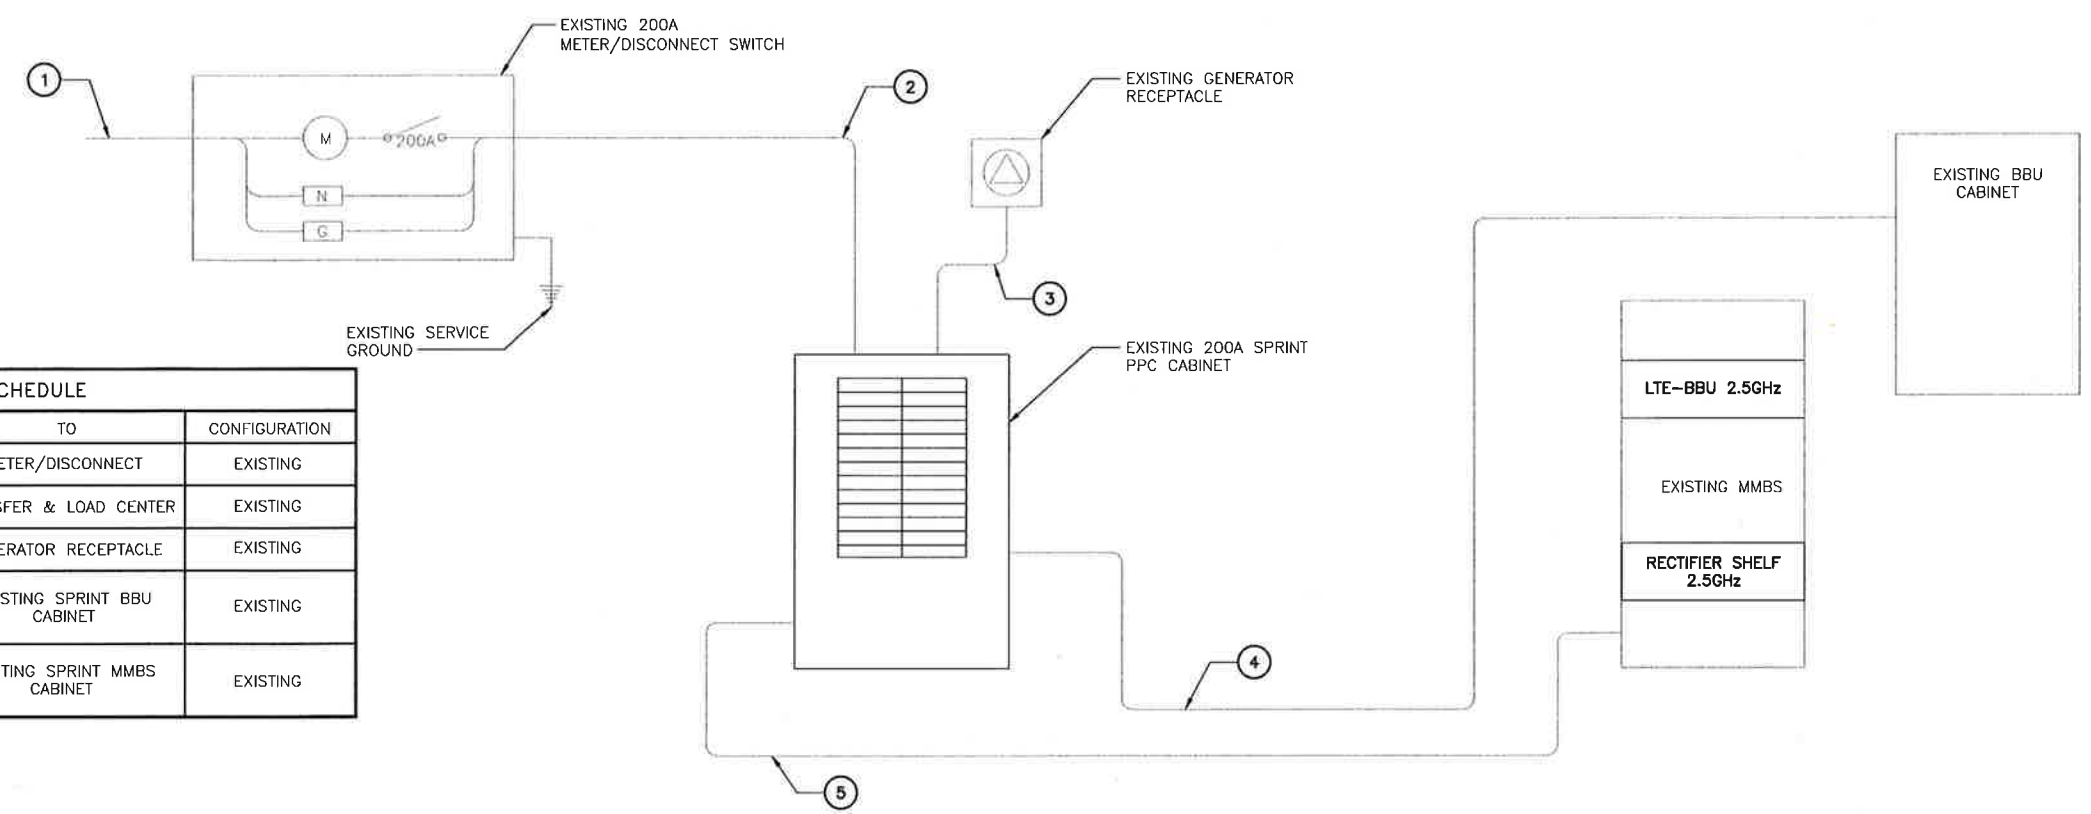 EXISTING 200A
METER/DISCONNECT SWITCH
1
2
EXISTING GENERATOR
RECEPTACLE
M
200A
N
G
EXISTING BBU
CABINET
3
EXISTING SERVICE
GROUND
EXISTING 200A SPRINT
PPC CABINET
LTE-BBU 2.5GHz
EXISTING MMBS
RECTIFIER SHELF
2.5GHz
4
5
CHEDULE
TO CONFIGURATION
ETER/DISCONNECT EXISTING
SFER & LOAD CENTER EXISTING
ERATOR RECEPTACLE EXISTING
STING SPRINT BBU
CABINET EXISTING
TING SPRINT MMBS
CABINET EXISTING